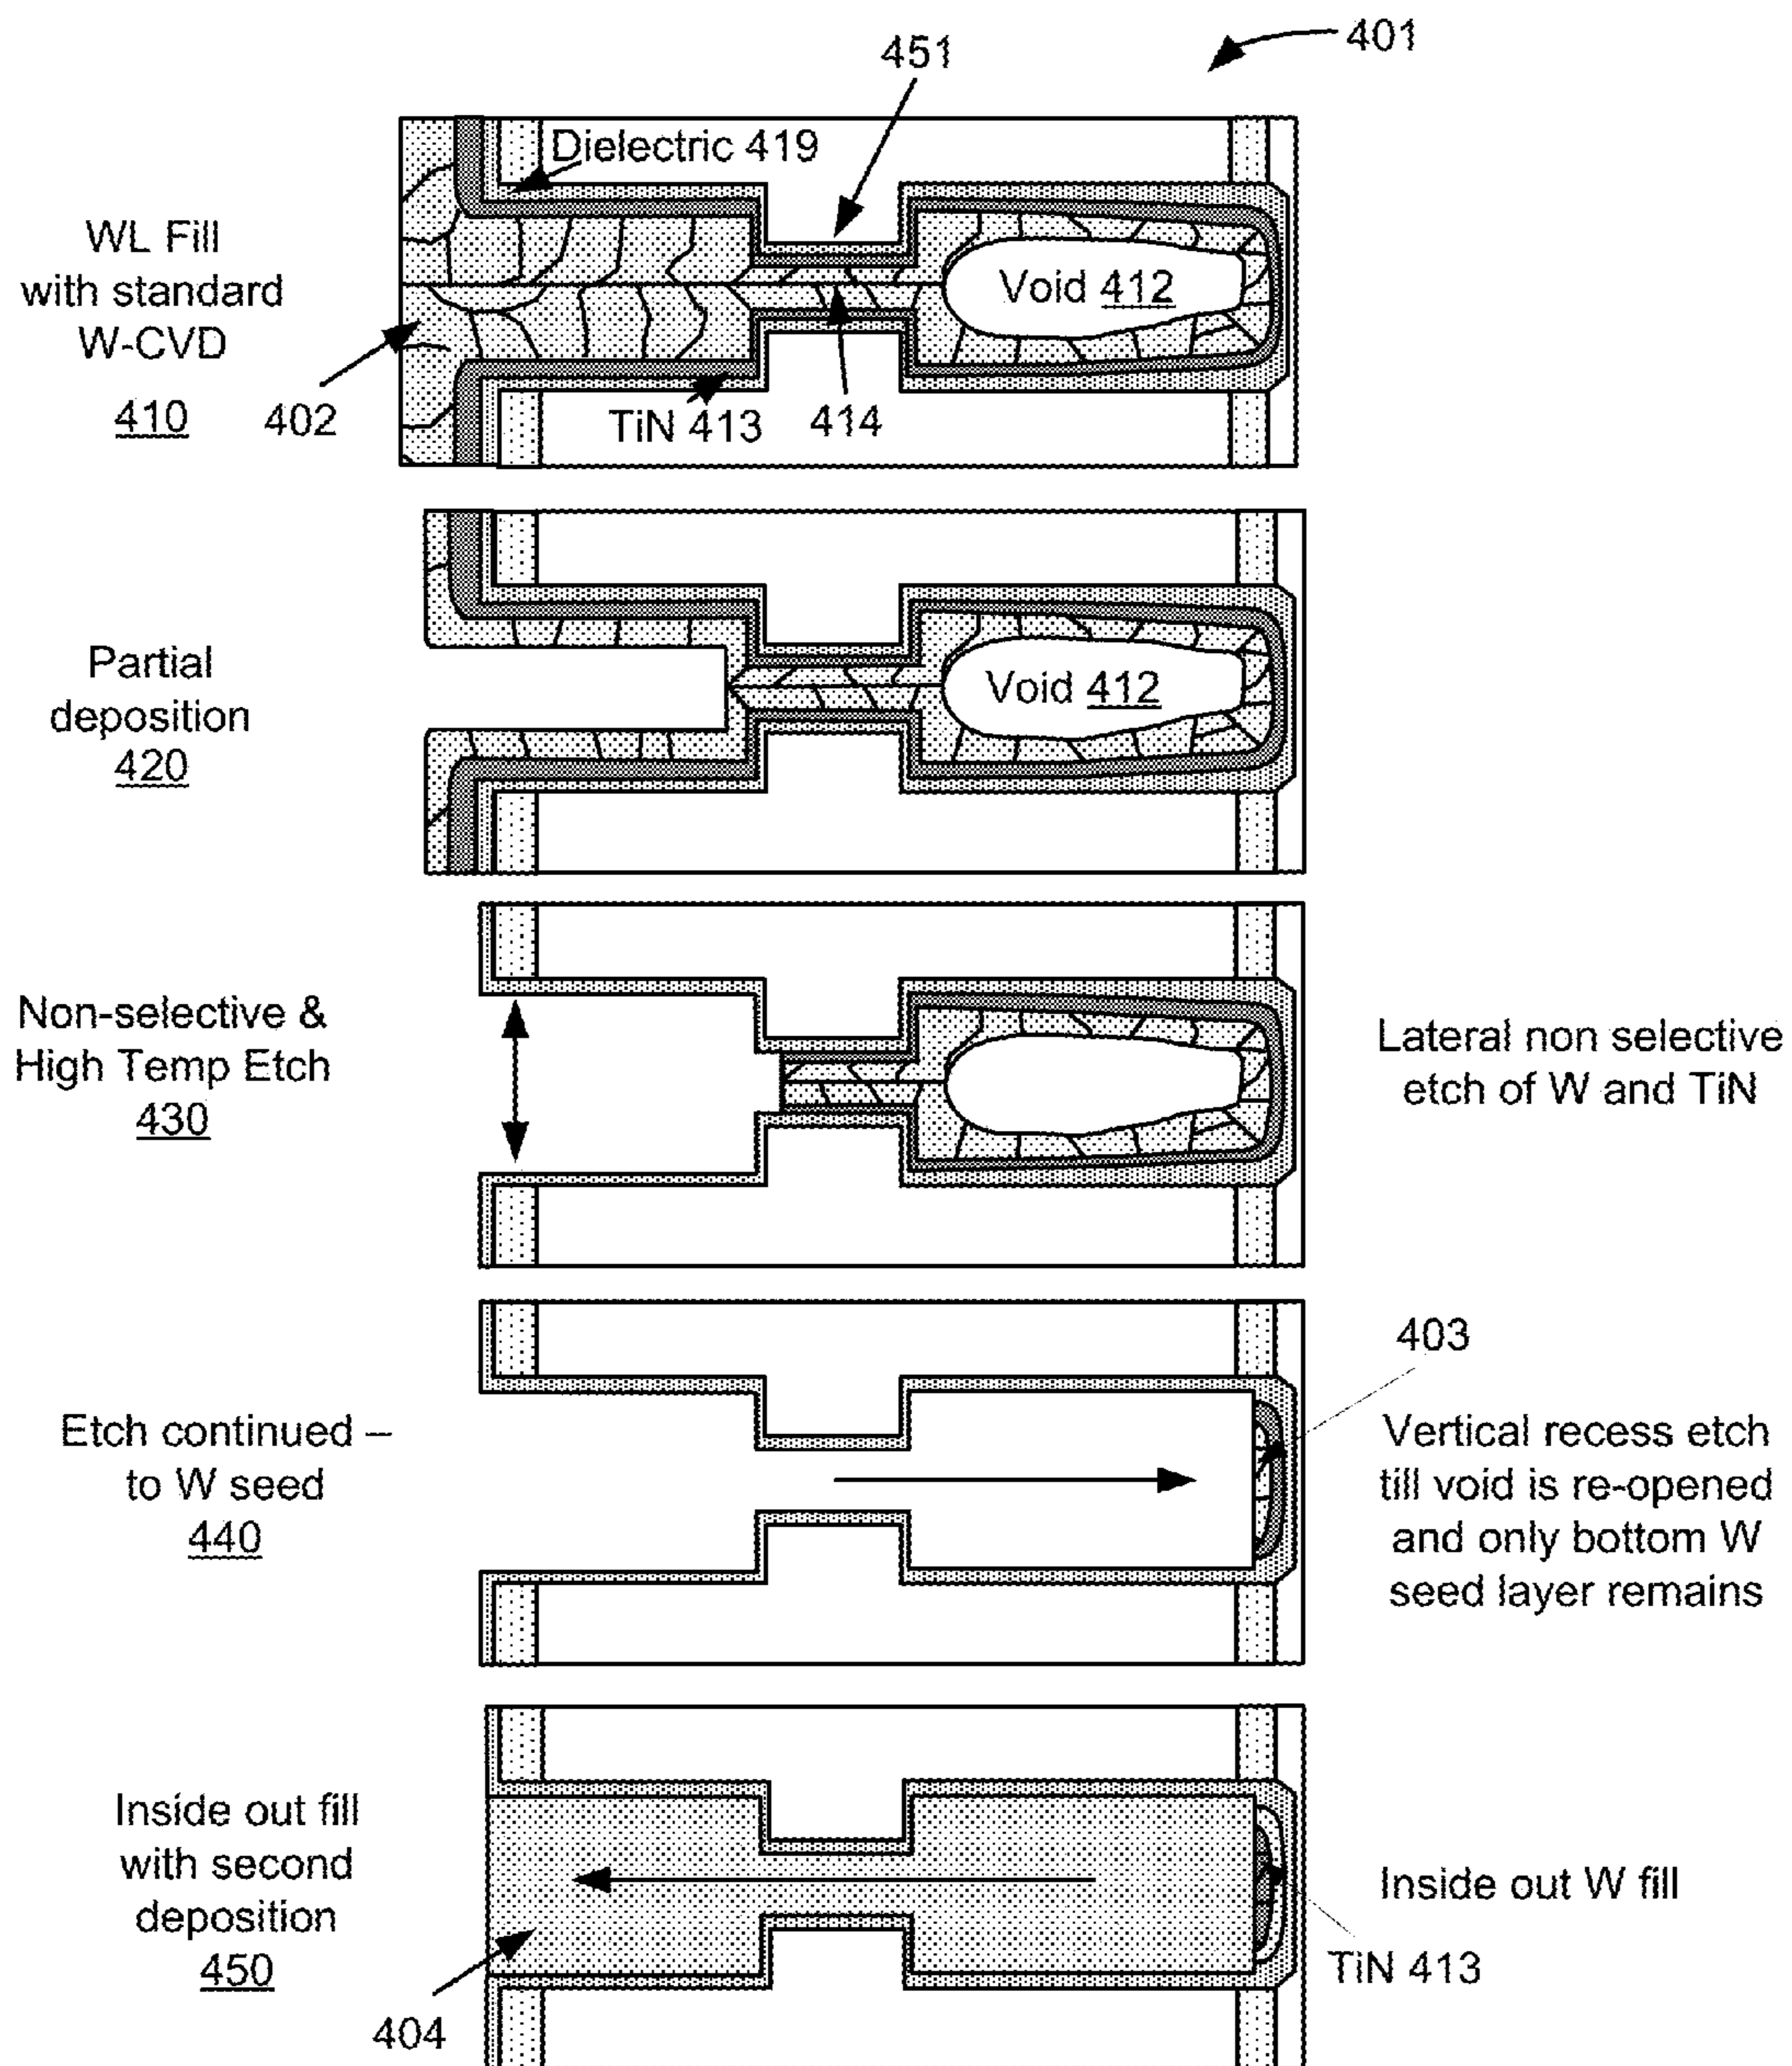 401
451
Dielectric 419
WL Fill
with standard
W-CVD
410
402
Void 412
TiN 413
414
Partial
deposition
420
Void 412
Non-selective &
High Temp Etch
430
Lateral non selective
etch of W and TiN
403
Etch continued –
to W seed
440
Vertical recess etch
till void is re-opened
and only bottom W
seed layer remains
Inside out fill
with second
deposition
450
Inside out W fill
TiN 413
404